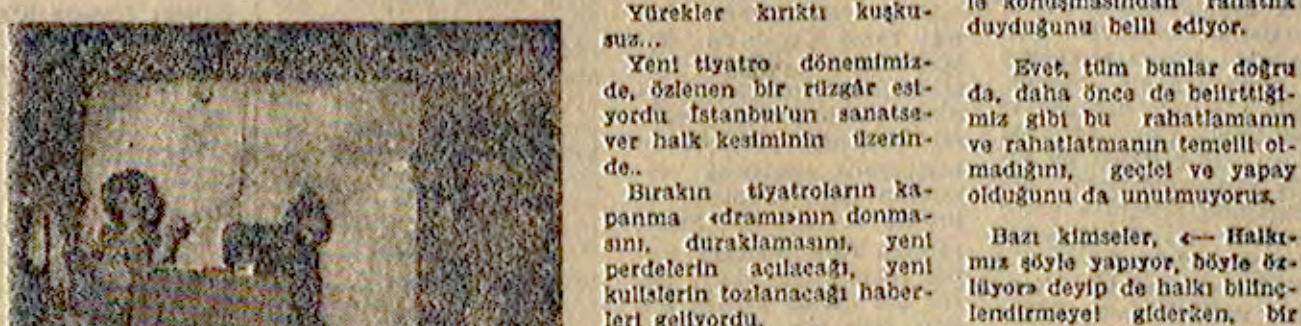 Yürekler kırıktı kuşku-
suz...
Yeni tiyatro dönemimiz-
de, özlenen bir rüzgâr esi-
yordu İstanbul'un sanatse-
ver halk kesiminin üzerin-
de..
Bırakın tiyatroların ka-
panma «dramı»nın donma-
sını, duraklamasını, yeni
perdelerin açılacağı, yeni
kulislerin tozlanacağı haber-
leri geliyordu.
le konuşmasından rahatlık
duyduğunu belli ediyor.
Evet, tüm bunlar doğru
da, daha önce de belirttiği-
miz gibi bu rahatlamanın
ve rahatlatmanın temelli ol-
madığını, geçici ve yapay
olduğunu da unutmuyoruz.
Bazı kimseler, «— Halkı-
mız şöyle yapıyor, böyle öz-
lüyor» deyip de halkı bilinç-
lendirmeyei giderken, bir